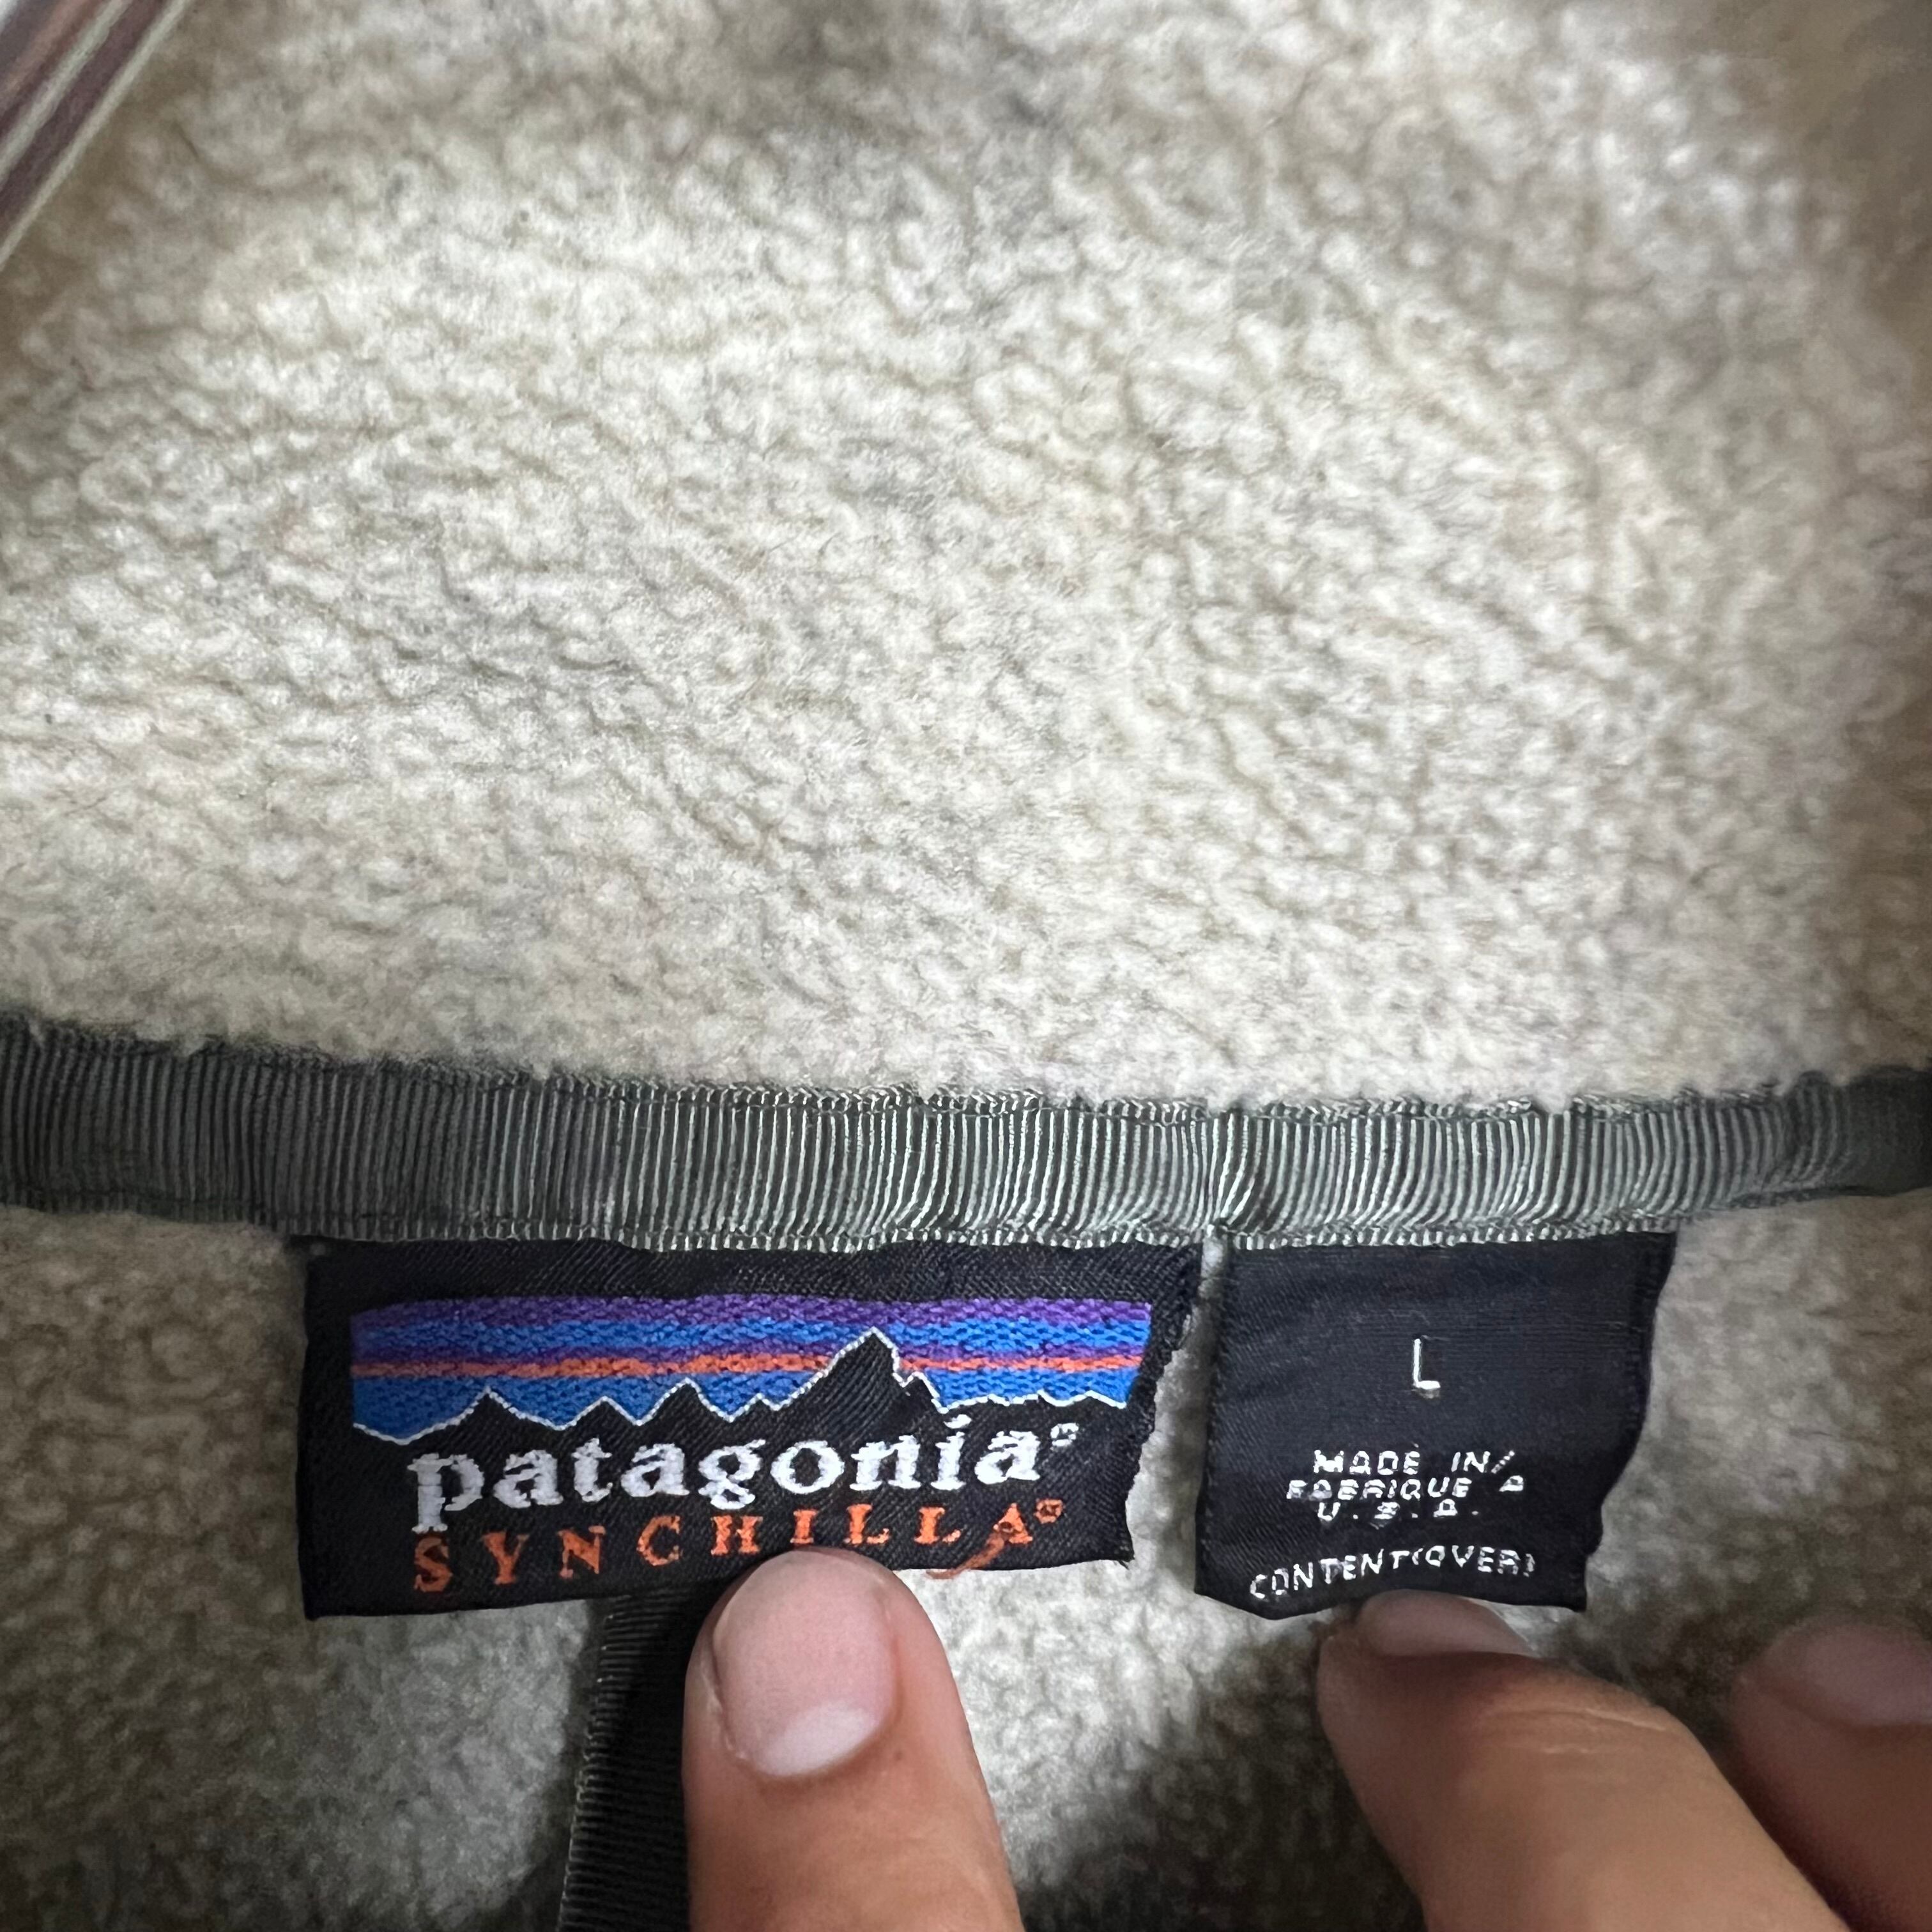 patagonia®
SYNCHILLA®
L
MADE IN/
FABRIQUE A
U.S.A.
CONTENT(OVER)